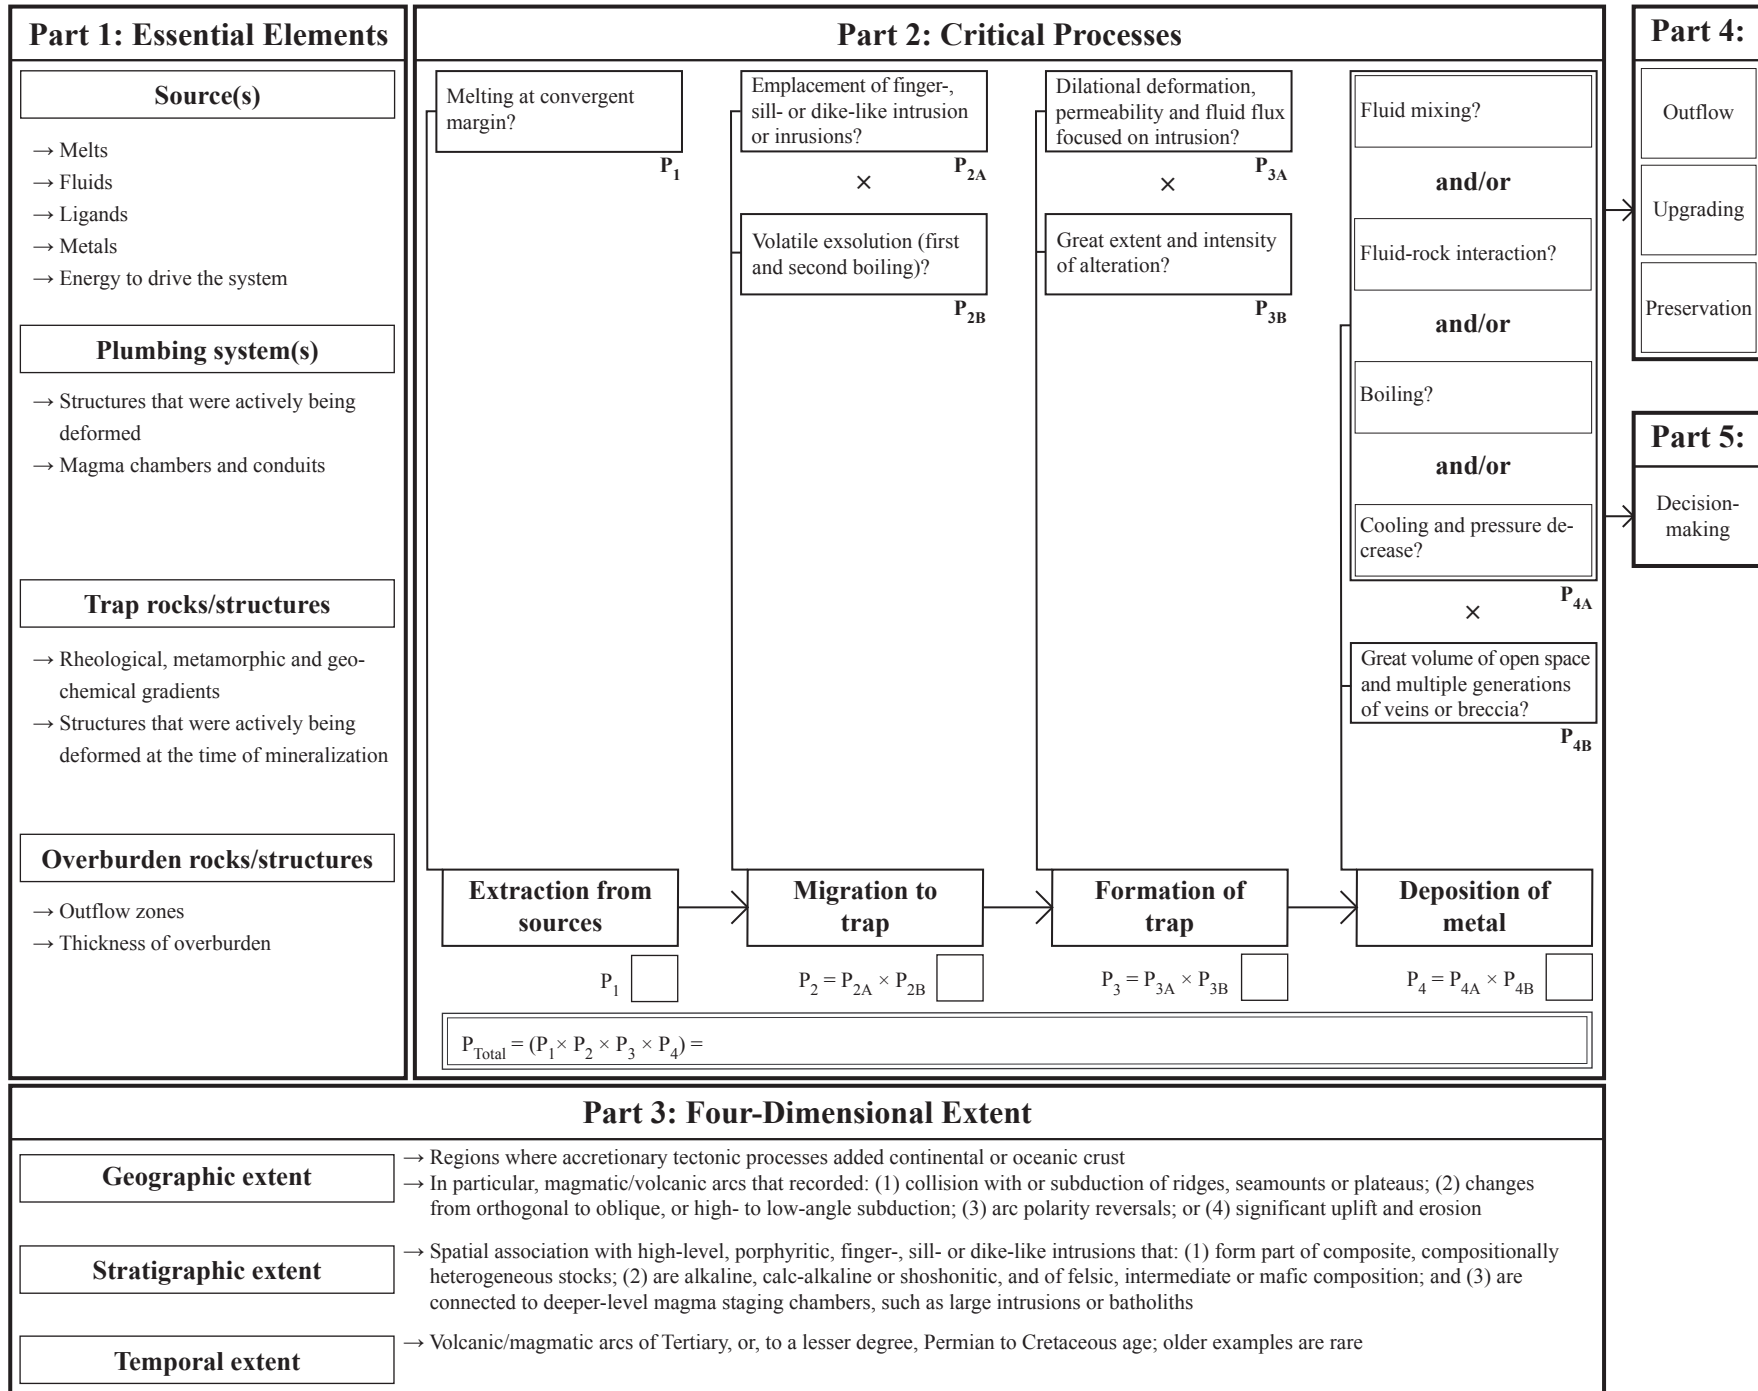 Part 1: Essential Elements
Source(s)
→ Melts
→ Fluids
→ Ligands
→ Metals
→ Energy to drive the system
Plumbing system(s)
→ Structures that were actively being
deformed
→ Magma chambers and conduits
Trap rocks/structures
→ Rheological, metamorphic and geo-
chemical gradients
→ Structures that were actively being
deformed at the time of mineralization
Overburden rocks/structures
→ Outflow zones
→ Thickness of overburden
Part 2: Critical Processes
Melting at convergent
margin?
P1
Emplacement of finger-,
sill- or dike-like intrusion
or inrusions?
P2A
×
Volatile exsolution (first
and second boiling)?
P2B
Dilational deformation,
permeability and fluid flux
focused on intrusion?
P3A
×
Great extent and intensity
of alteration?
P3B
Fluid mixing?
and/or
Fluid-rock interaction?
and/or
Boiling?
and/or
Cooling and pressure de-
crease?
P4A
×
Great volume of open space
and multiple generations
of veins or breccia?
P4B
Extraction from
sources
Migration to
trap
Formation of
trap
Deposition of
metal
P1
P2 = P2A × P2B
P3 = P3A × P3B
P4 = P4A × P4B
PTotal = (P1× P2 × P3 × P4) =
Part 4:
Outflow
Upgrading
Preservation
Part 5:
Decision-
making
Part 3: Four-Dimensional Extent
Geographic extent
→ Regions where accretionary tectonic processes added continental or oceanic crust
→ In particular, magmatic/volcanic arcs that recorded: (1) collision with or subduction of ridges, seamounts or plateaus; (2) changes
from orthogonal to oblique, or high- to low-angle subduction; (3) arc polarity reversals; or (4) significant uplift and erosion
Stratigraphic extent
→ Spatial association with high-level, porphyritic, finger-, sill- or dike-like intrusions that: (1) form part of composite, compositionally
heterogeneous stocks; (2) are alkaline, calc-alkaline or shoshonitic, and of felsic, intermediate or mafic composition; and (3) are
connected to deeper-level magma staging chambers, such as large intrusions or batholiths
Temporal extent
→ Volcanic/magmatic arcs of Tertiary, or, to a lesser degree, Permian to Cretaceous age; older examples are rare